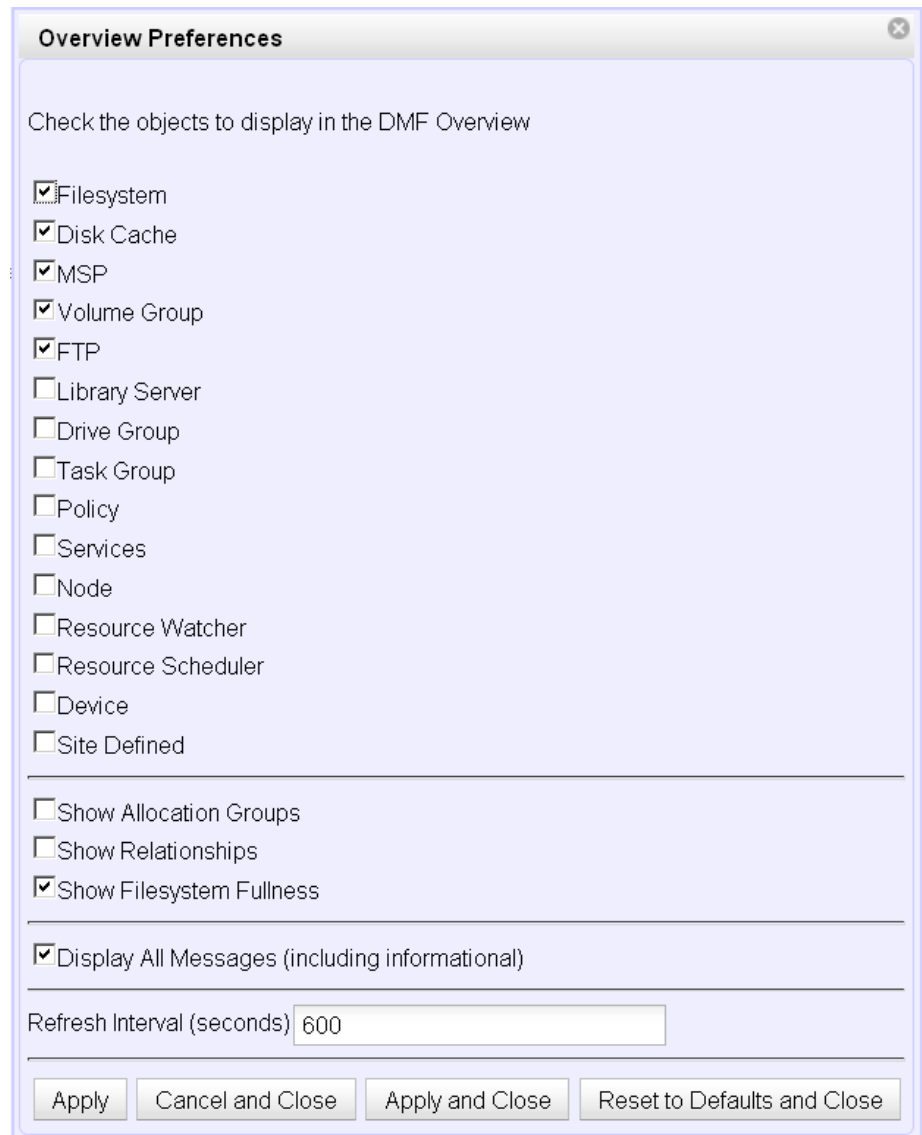 Overview Preferences
Check the objects to display in the DMF Overview
Filesystem
Disk Cache
MSP
Volume Group
FTP
Library Server
Drive Group
Task Group
Policy
Services
Node
Resource Watcher
Resource Scheduler
Device
Site Defined
Show Allocation Groups
Show Relationships
Show Filesystem Fullness
Display All Messages (including informational)
Refresh Interval (seconds) 600
Apply Cancel and Close Apply and Close Reset to Defaults and Close